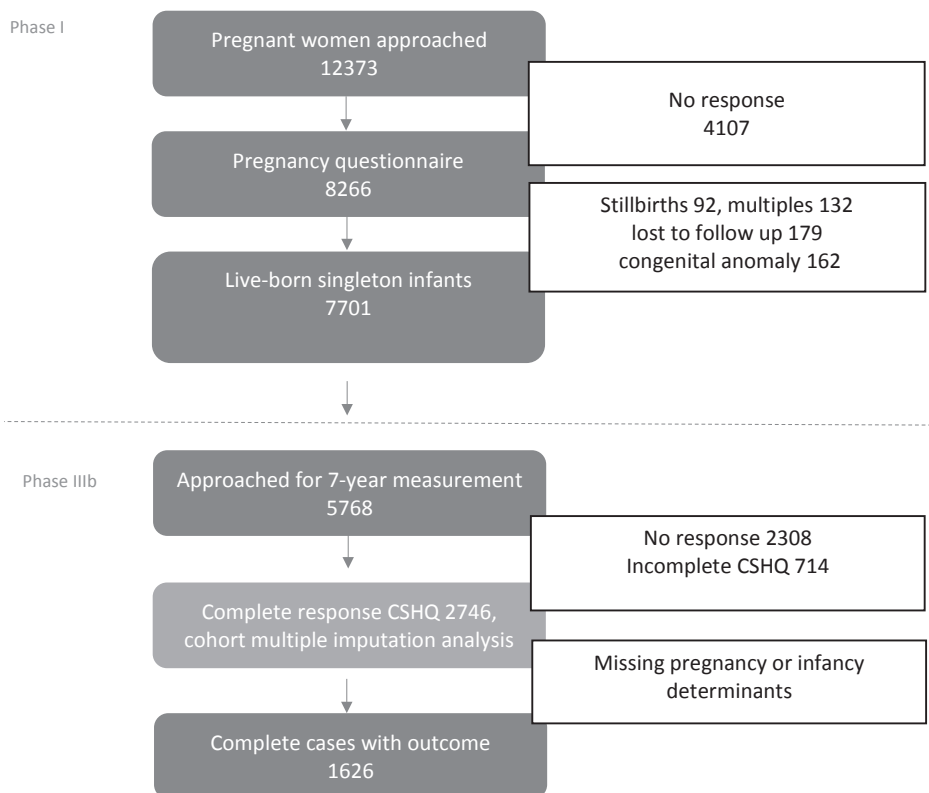 Phase I
Pregnant women approached
12373
No response
4107
Pregnancy questionnaire
8266
Stillbirths 92, multiples 132
lost to follow up 179
congenital anomaly 162
Live-born singleton infants
7701
Phase IIIb
Approached for 7-year measurement
5768
No response 2308
Incomplete CSHQ 714
Complete response CSHQ 2746,
cohort multiple imputation analysis
Missing pregnancy or infancy
determinants
Complete cases with outcome
1626